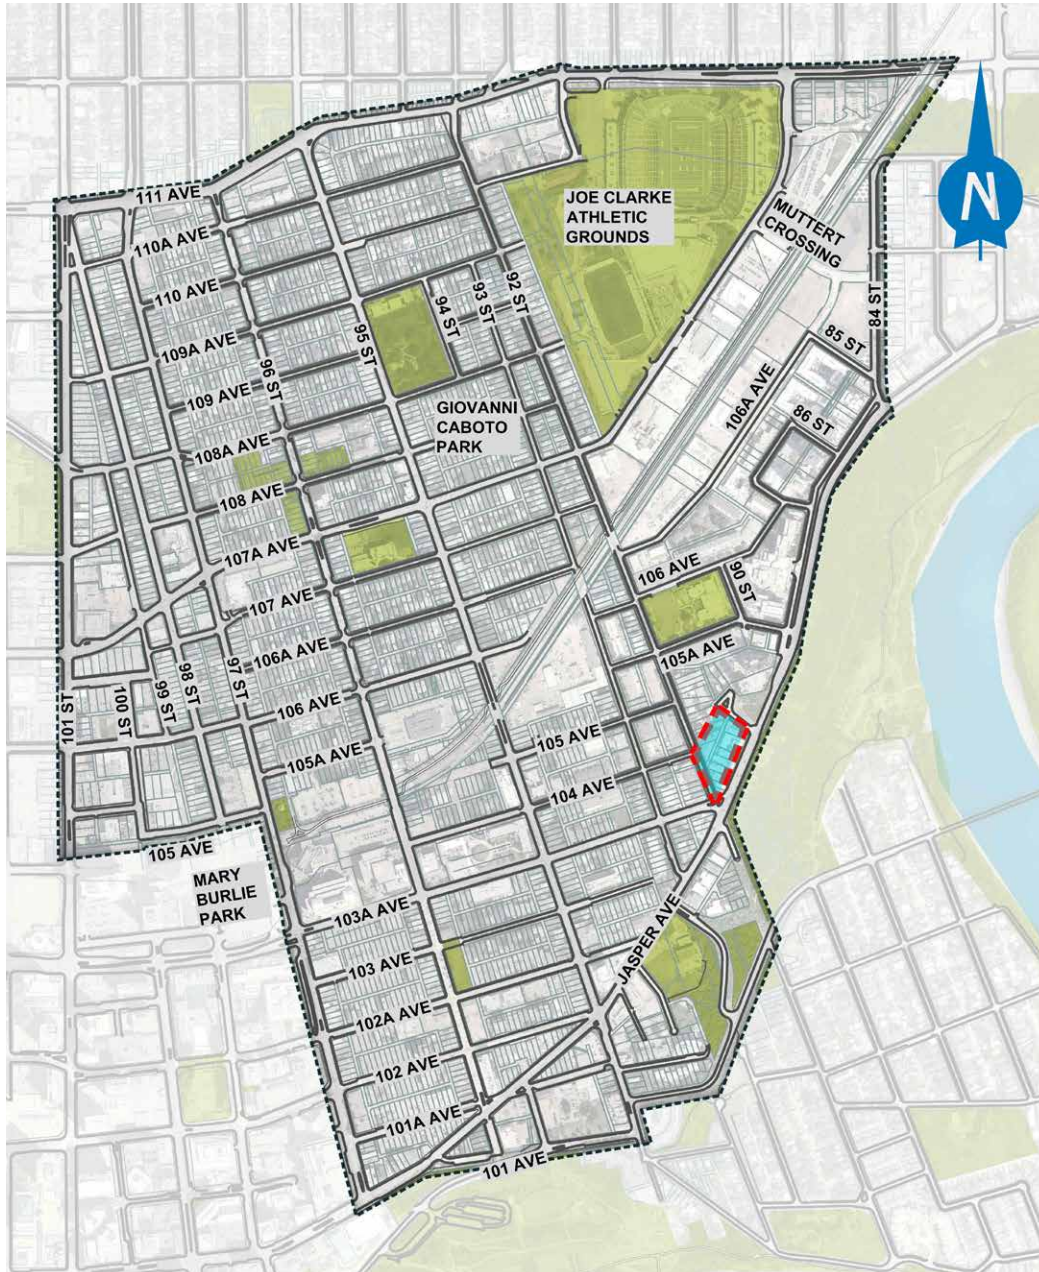 N
111 AVE
110A AVE
110 AVE
109A AVE
109 AVE
108A AVE
108 AVE
107A AVE
107 AVE
106A AVE
106 AVE
105A AVE
JOE CLARKE
ATHLETIC
GROUNDS
MUTTERT
CROSSING
92 ST
93 ST
94 ST
95 ST
96 ST
84 ST
85 ST
106A AVE
86 ST
GIOVANNI
CABOTO
PARK
106 AVE
90 ST
105A AVE
101 ST
100 ST
99 ST
98 ST
97 ST
105 AVE
104 AVE
105 AVE
MARY
BURLIE
PARK
103A AVE
103 AVE
102A AVE
102 AVE
101A AVE
JASPER AVE
101 AVE